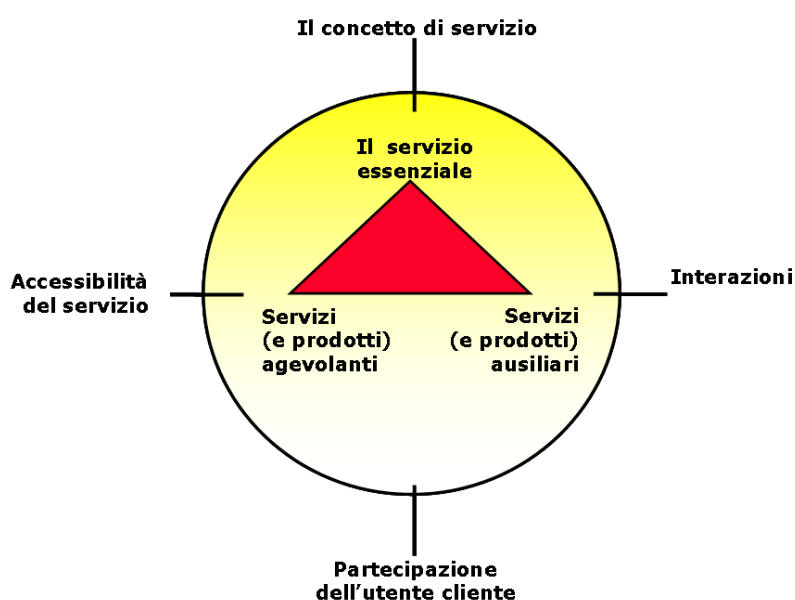 Il concetto di servizio
Il servizio
essenziale
Accessibilità
del servizio
Interazioni
Servizi
(e prodotti)
agevolanti
Servizi
(e prodotti)
ausiliari
Partecipazione
dell'utente cliente